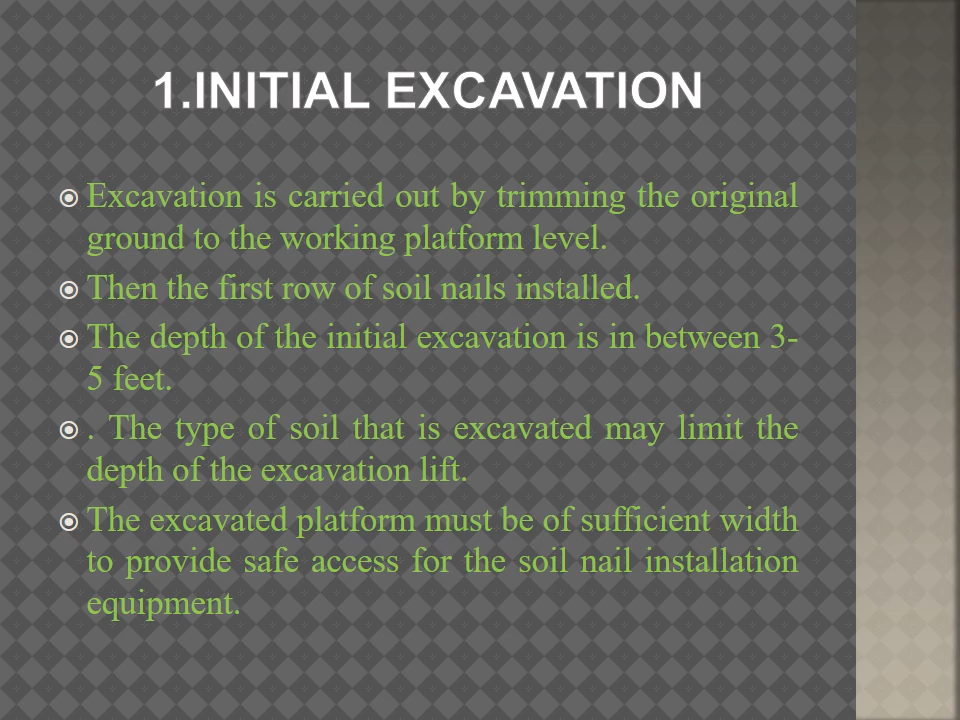 1.INITIAL EXCAVATION
Excavation is carried out by trimming the original
ground to the working platform level.
Then the first row of soil nails installed.
The depth of the initial excavation is in between 3-
5 feet.
. The type of soil that is excavated may limit the
depth of the excavation lift.
The excavated platform must be of sufficient width
to provide safe access for the soil nail installation
equipment.